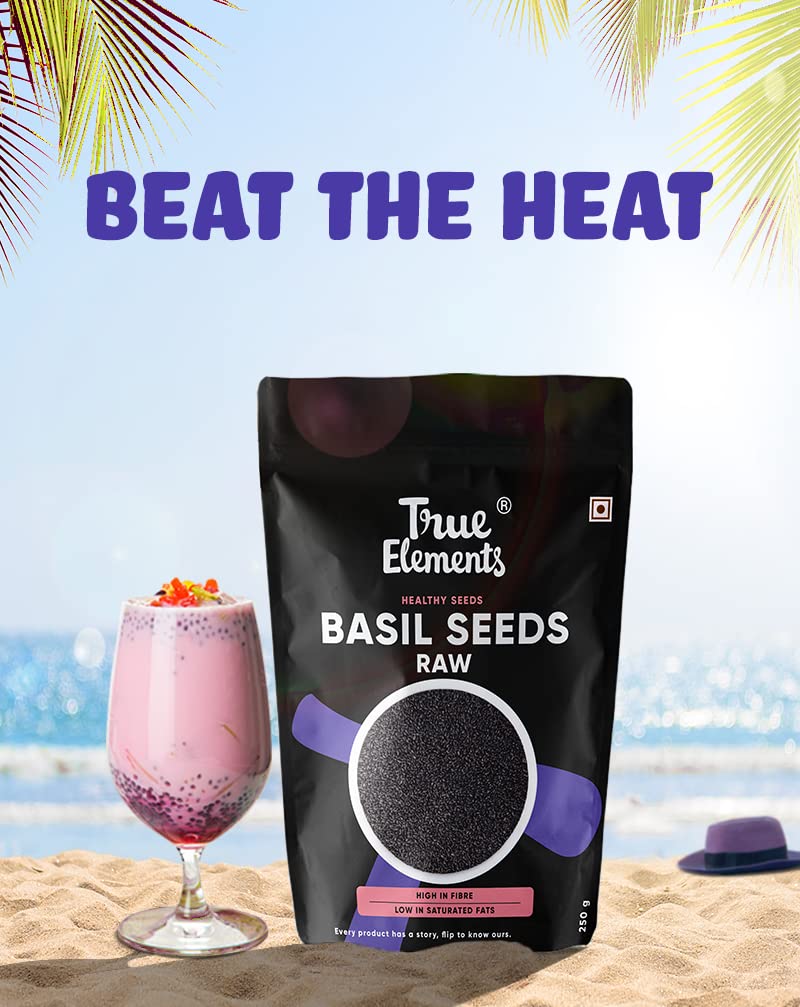 BEAT THE HEAT
True ®
Elements
HEALTHY SEEDS
BASIL SEEDS
RAW
HIGH IN FIBRE
LOW IN SATURATED FATS
Every product has a story, flip to know ours.
250 g